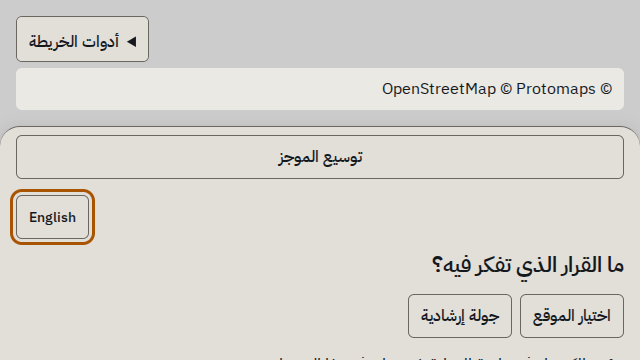 أدوات الخريطة
OpenStreetMap © Protomaps ©
توسيع الموجز
English
ما القرار الذي تفكر فيه؟
اختيار الموقع
جولة إرشادية